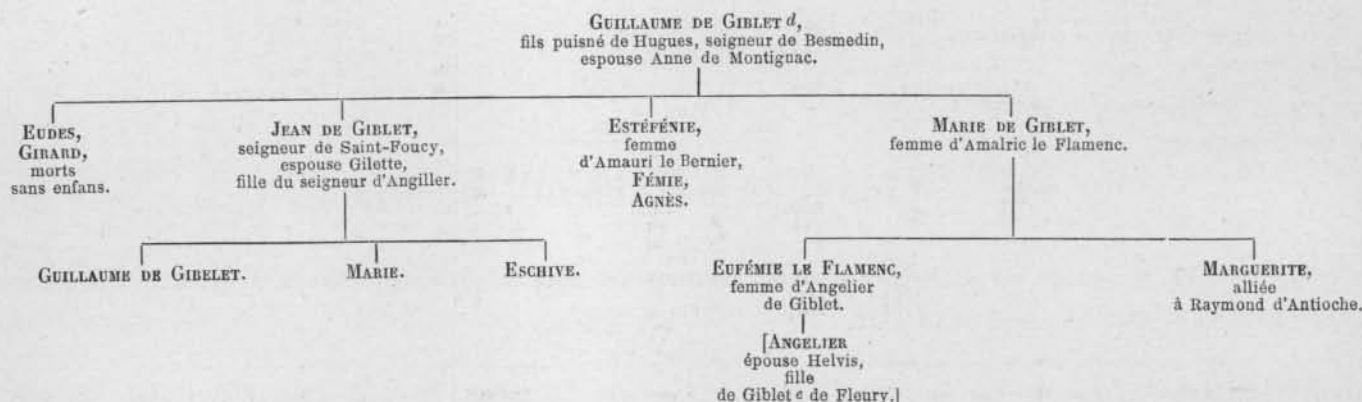 GUILLAUME DE GIBLET d,
fils puisné de Hugues, seigneur de Besmedin,
espouse Anne de Montignac.
EUDES,
GIRARD,
morts
sans enfans.
JEAN DE GIBLET,
seigneur de Saint-Foucy,
espouse Gilette,
fille du seigneur d'Angiller.
ESTÉFÉNIE,
femme
d'Amauri le Bernier,
FÉMIE,
AGNÈS.
MARIE DE GIBLET,
femme d'Amalric le Flamenc.
GUILLAUME DE GIBELET.
MARIE.
ESCHIVE.
EUFÉMIE LE FLAMENC,
femme d'Angelier
de Giblet.
MARGUERITE,
alliée
à Raymond d'Antioche.
[ANGELIER
épouse Helvis,
fille
de Giblet e de Fleury.]